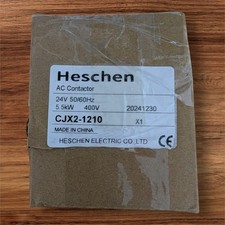 Heschen
AC Contacter
24V 50/60Hz
5.5kW 400V 20241230
CJX2-1210 X1
MADE IN CHINA
HESCHEN ELECTRIC CO. LTD
CE